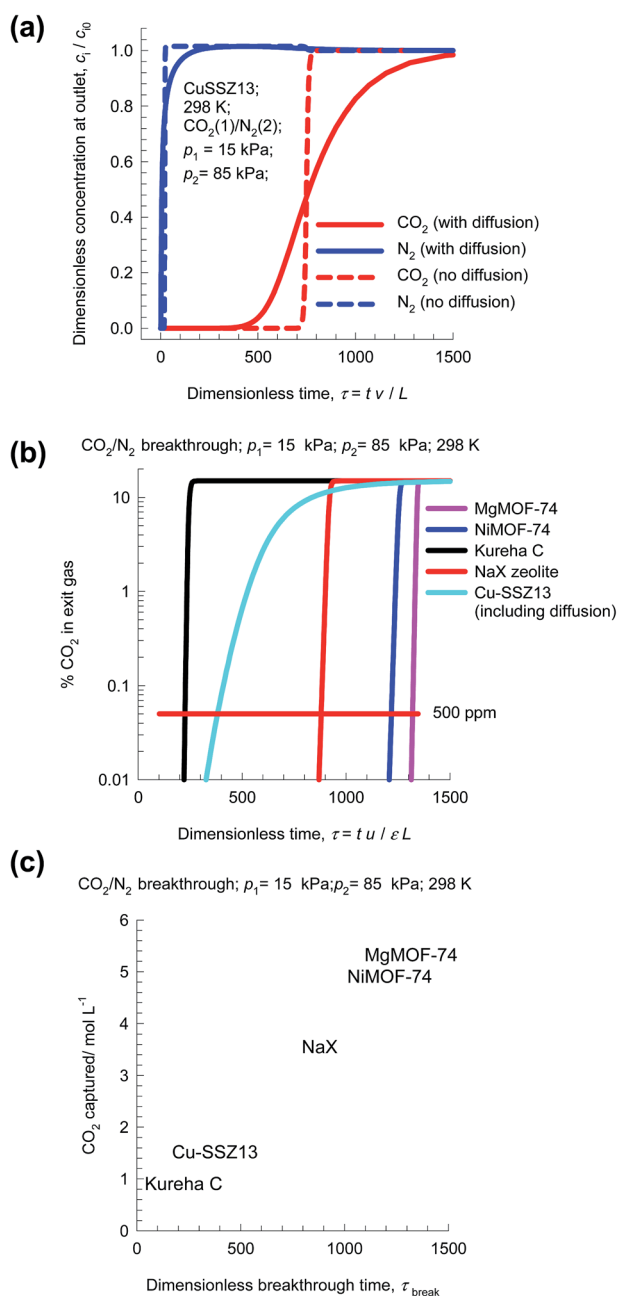 (a)
Dimensionless concentration at outlet, c_i / c_i0
1.0
0.8
0.6
0.4
0.2
0.0
CuSSZ13;
298 K;
CO₂(1)/N₂(2);
p₁ = 15 kPa;
p₂ = 85 kPa;
CO₂ (with diffusion)
N₂ (with diffusion)
CO₂ (no diffusion)
N₂ (no diffusion)
0 500 1000 1500
Dimensionless time, τ = t v / L
(b)
CO₂/N₂ breakthrough; p₁= 15 kPa; p₂= 85 kPa; 298 K
% CO₂ in exit gas
10
1
0.1
0.01
MgMOF-74
NiMOF-74
Kureha C
NaX zeolite
Cu-SSZ13
(including diffusion)
500 ppm
0 500 1000 1500
Dimensionless time, τ = t u / ε L
(c)
CO₂/N₂ breakthrough; p₁= 15 kPa;p₂= 85 kPa; 298 K
CO₂ captured/ mol L⁻¹
6
5
4
3
2
1
0
MgMOF-74
NiMOF-74
NaX
Cu-SSZ13
Kureha C
0 500 1000 1500
Dimensionless breakthrough time, τ_break